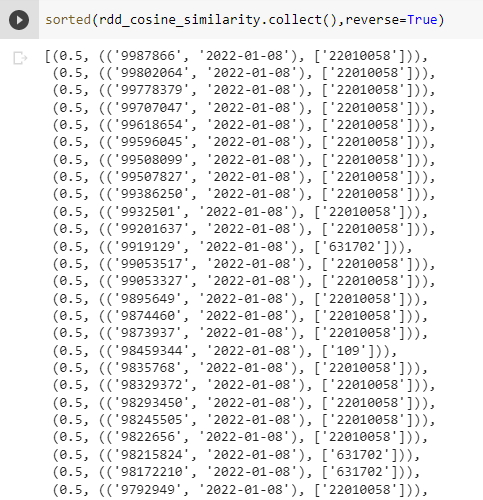 sorted(rdd_cosine_similarity.collect(),reverse=True)
[(0.5, (('9987866', '2022-01-08'), ['22010058'])),
(0.5, (('99802064', '2022-01-08'), ['22010058'])),
(0.5, (('99778379', '2022-01-08'), ['22010058'])),
(0.5, (('99707047', '2022-01-08'), ['22010058'])),
(0.5, (('99618654', '2022-01-08'), ['22010058'])),
(0.5, (('99596045', '2022-01-08'), ['22010058'])),
(0.5, (('99508099', '2022-01-08'), ['22010058'])),
(0.5, (('99507827', '2022-01-08'), ['22010058'])),
(0.5, (('99386250', '2022-01-08'), ['22010058'])),
(0.5, (('9932501', '2022-01-08'), ['22010058'])),
(0.5, (('99201637', '2022-01-08'), ['22010058'])),
(0.5, (('9919129', '2022-01-08'), ['631702'])),
(0.5, (('99053517', '2022-01-08'), ['22010058'])),
(0.5, (('99053327', '2022-01-08'), ['22010058'])),
(0.5, (('9895649', '2022-01-08'), ['22010058'])),
(0.5, (('9874460', '2022-01-08'), ['22010058'])),
(0.5, (('9873937', '2022-01-08'), ['22010058'])),
(0.5, (('98459344', '2022-01-08'), ['109'])),
(0.5, (('9835768', '2022-01-08'), ['22010058'])),
(0.5, (('98329372', '2022-01-08'), ['22010058'])),
(0.5, (('98293450', '2022-01-08'), ['22010058'])),
(0.5, (('98245505', '2022-01-08'), ['22010058'])),
(0.5, (('9822656', '2022-01-08'), ['22010058'])),
(0.5, (('98215824', '2022-01-08'), ['631702'])),
(0.5, (('98172210', '2022-01-08'), ['631702'])),
(0.5, (('9792949', '2022-01-08'), ['22010058'])),